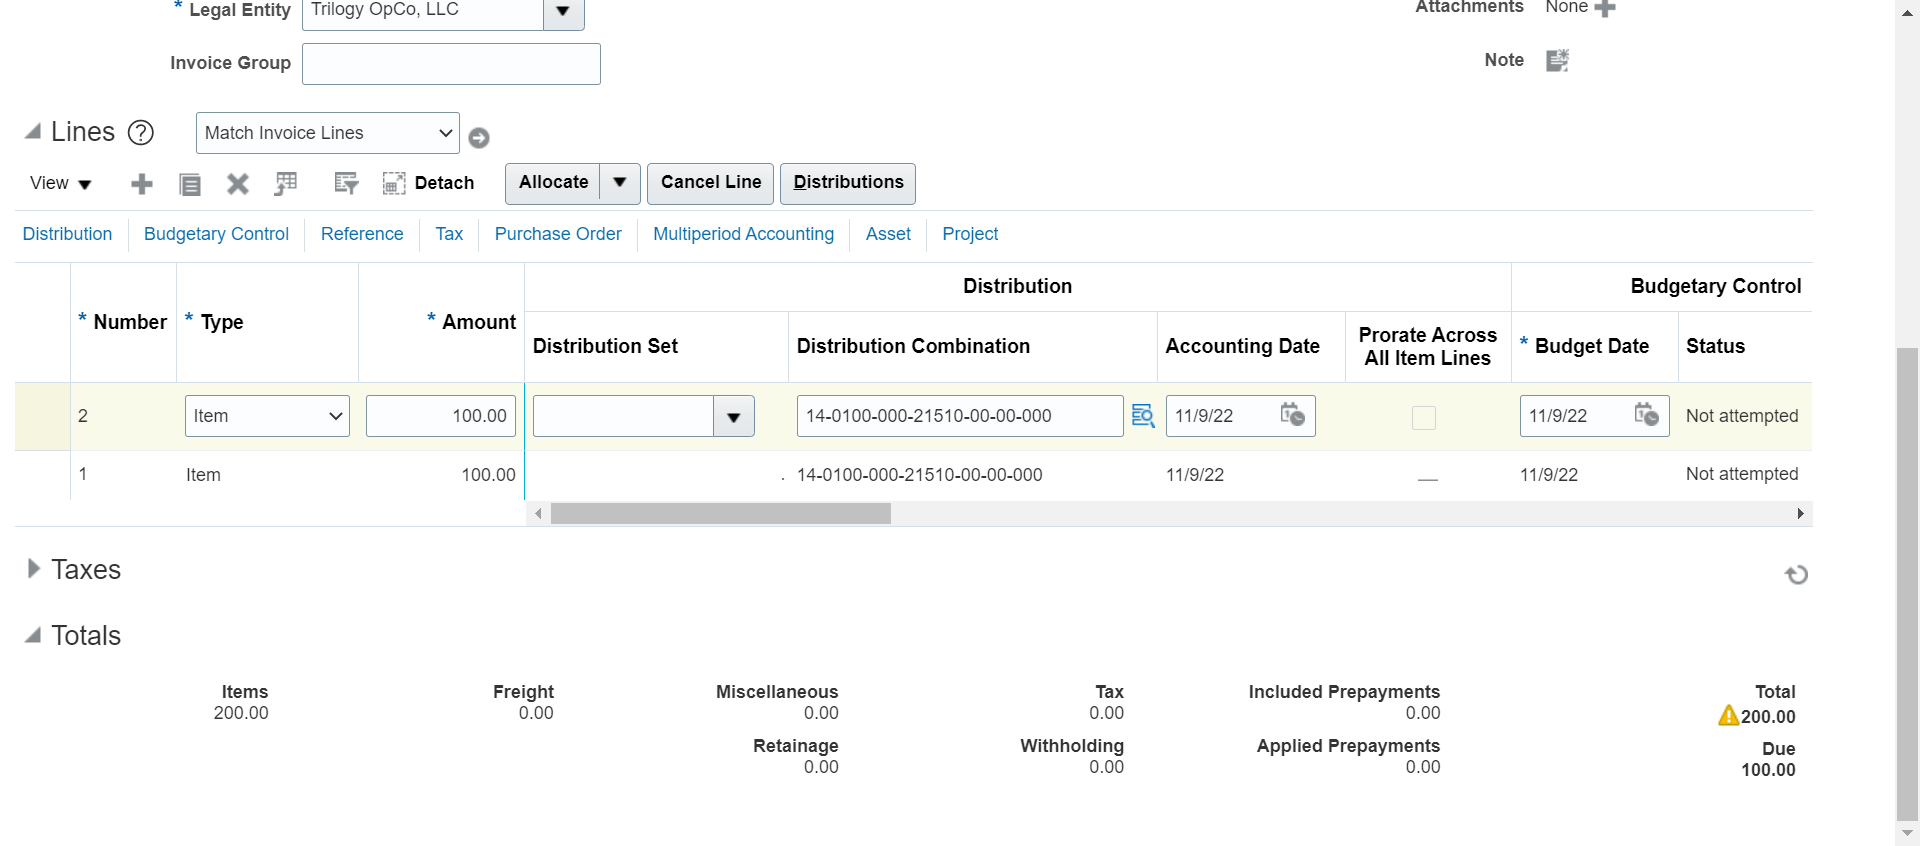 * Legal Entity Trilogy OpCo, LLC
Attachments None
Invoice Group
Note
Lines ? Match Invoice Lines
View Detach Allocate Cancel Line Distributions
Distribution Budgetary Control Reference Tax Purchase Order Multiperiod Accounting Asset Project
Distribution Budgetary Control
* Number * Type * Amount
Distribution Set Distribution Combination Accounting Date Prorate Across All Item Lines * Budget Date Status
2 Item 100.00 14-0100-000-21510-00-00-000 11/9/22 11/9/22 Not attempted
1 Item 100.00 . 14-0100-000-21510-00-00-000 11/9/22 — 11/9/22 Not attempted
Taxes
Totals
Items Freight Miscellaneous Tax Included Prepayments Total
200.00 0.00 0.00 0.00 0.00 200.00
Retainage Withholding Applied Prepayments Due
0.00 0.00 0.00 100.00